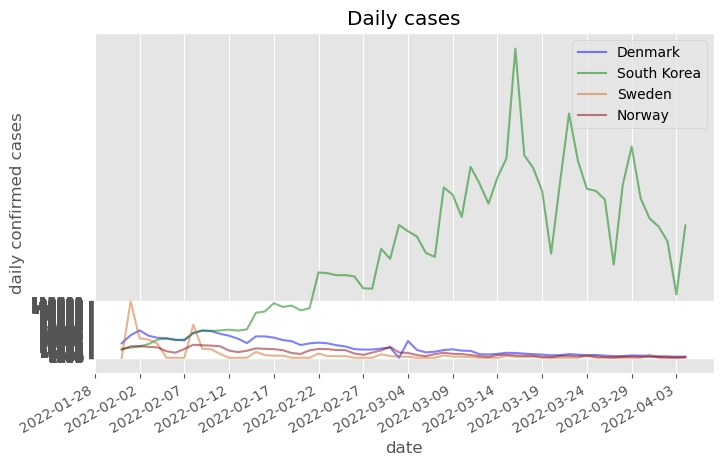 Daily cases
Denmark
South Korea
Sweden
Norway
daily confirmed cases
2022-01-28
2022-02-02
2022-02-07
2022-02-12
2022-02-17
2022-02-22
2022-02-27
2022-03-04
2022-03-09
2022-03-14
2022-03-19
2022-03-24
2022-03-29
2022-04-03
date